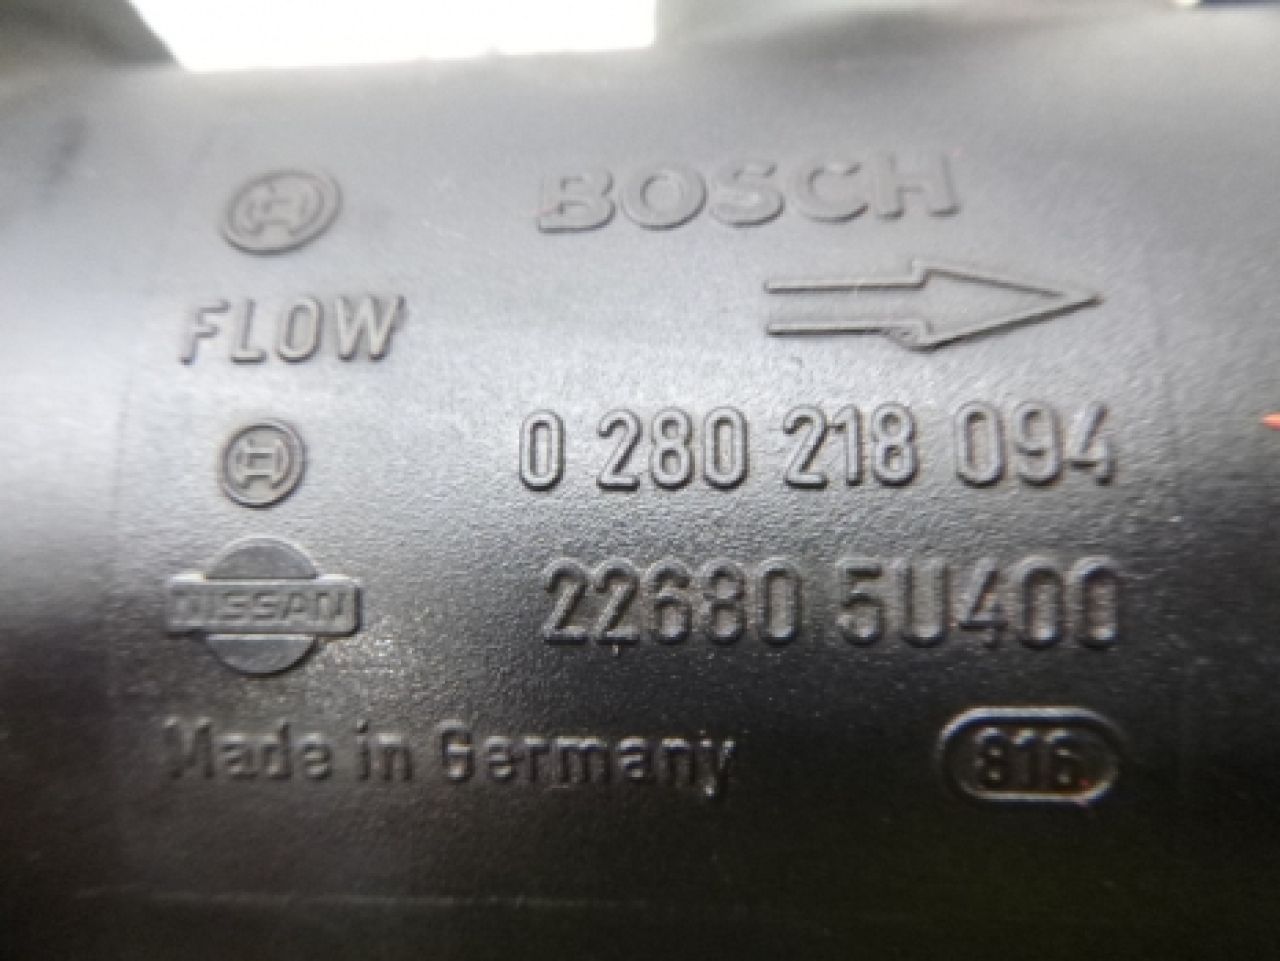 BOSCH
FLOW
0 280 218 094
22680 5U400
NISSAN
Made in Germany
816